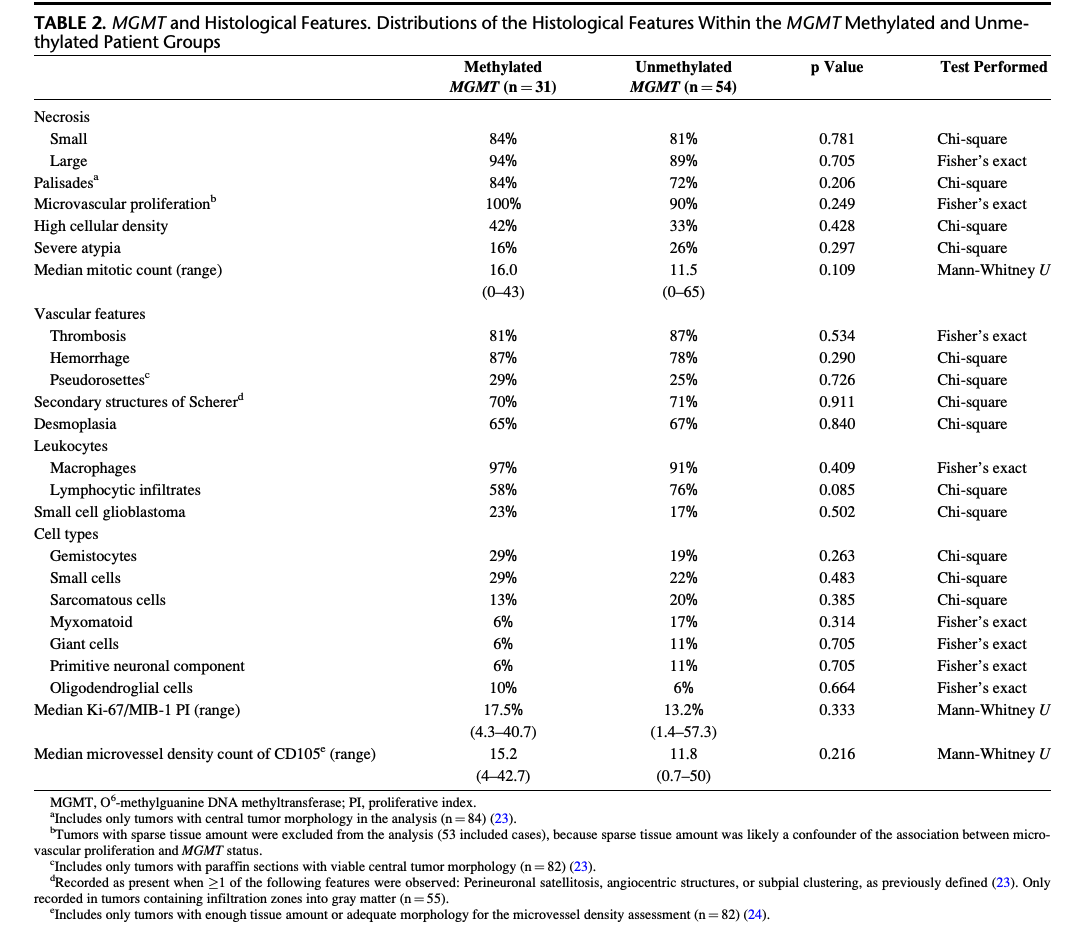 TABLE 2. MGMT and Histological Features. Distributions of the Histological Features Within the MGMT Methylated and Unme-
thylated Patient Groups
Methylated MGMT (n = 31) Unmethylated MGMT (n = 54) p Value Test Performed
Necrosis
Small 84% 81% 0.781 Chi-square
Large 94% 89% 0.705 Fisher's exact
Palisadesᵃ 84% 72% 0.206 Chi-square
Microvascular proliferationᵇ 100% 90% 0.249 Fisher's exact
High cellular density 42% 33% 0.428 Chi-square
Severe atypia 16% 26% 0.297 Chi-square
Median mitotic count (range) 16.0 11.5 0.109 Mann-Whitney U
(0–43) (0–65)
Vascular features
Thrombosis 81% 87% 0.534 Fisher's exact
Hemorrhage 87% 78% 0.290 Chi-square
Pseudorosettesᶜ 29% 25% 0.726 Chi-square
Secondary structures of Schererᵈ 70% 71% 0.911 Chi-square
Desmoplasia 65% 67% 0.840 Chi-square
Leukocytes
Macrophages 97% 91% 0.409 Fisher's exact
Lymphocytic infiltrates 58% 76% 0.085 Chi-square
Small cell glioblastoma 23% 17% 0.502 Chi-square
Cell types
Gemistocytes 29% 19% 0.263 Chi-square
Small cells 29% 22% 0.483 Chi-square
Sarcomatous cells 13% 20% 0.385 Chi-square
Myxomatoid 6% 17% 0.314 Fisher's exact
Giant cells 6% 11% 0.705 Fisher's exact
Primitive neuronal component 6% 11% 0.705 Fisher's exact
Oligodendroglial cells 10% 6% 0.664 Fisher's exact
Median Ki-67/MIB-1 PI (range) 17.5% 13.2% 0.333 Mann-Whitney U
(4.3–40.7) (1.4–57.3)
Median microvessel density count of CD105ᵉ (range) 15.2 11.8 0.216 Mann-Whitney U
(4–42.7) (0.7–50)
MGMT, O⁶-methylguanine DNA methyltransferase; PI, proliferative index.
ᵃIncludes only tumors with central tumor morphology in the analysis (n = 84) (23).
ᵇTumors with sparse tissue amount were excluded from the analysis (53 included cases), because sparse tissue amount was likely a confounder of the association between micro-
vascular proliferation and MGMT status.
ᶜIncludes only tumors with paraffin sections with viable central tumor morphology (n = 82) (23).
ᵈRecorded as present when ≥1 of the following features were observed: Perineuronal satellitosis, angiocentric structures, or subpial clustering, as previously defined (23). Only
recorded in tumors containing infiltration zones into gray matter (n = 55).
ᵉIncludes only tumors with enough tissue amount or adequate morphology for the microvessel density assessment (n = 82) (24).